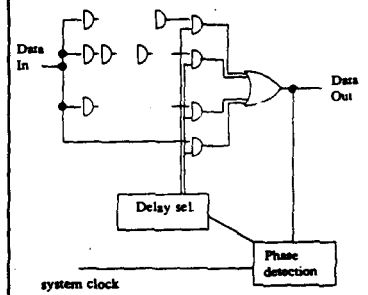 Data
In
Data
Out
Delay sel.
Phase
detection
system clock